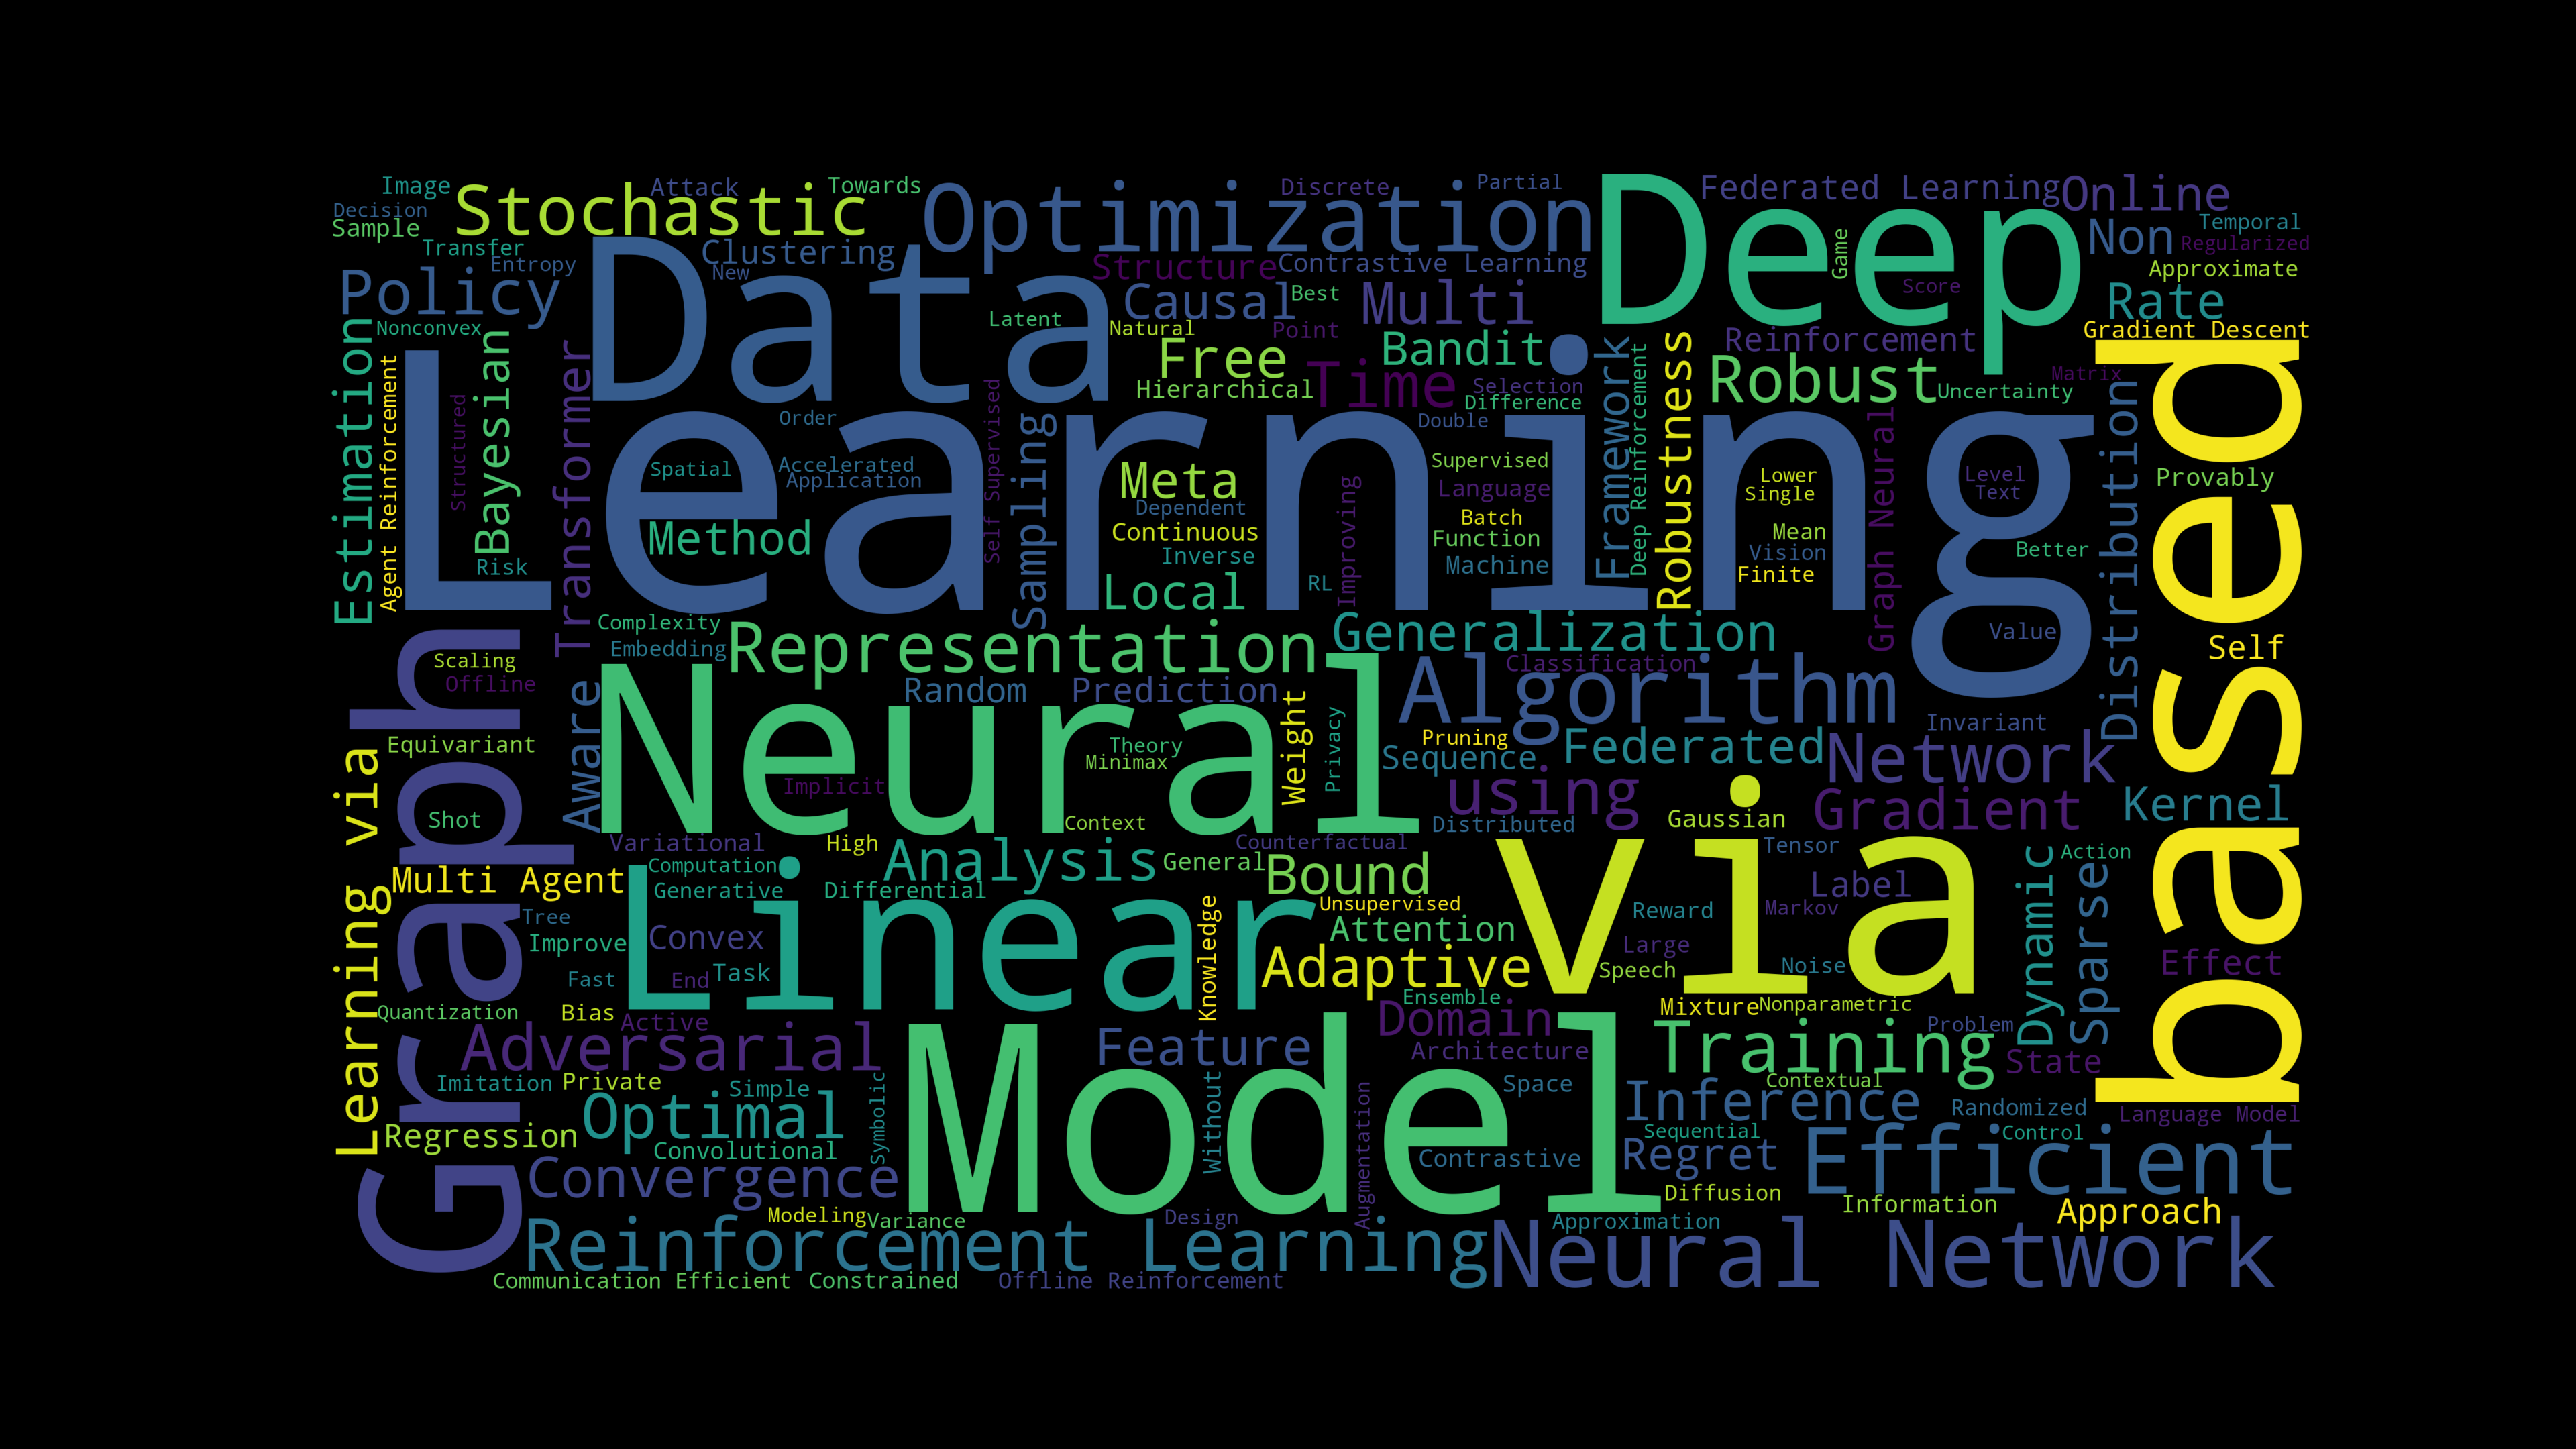 Image
Attack
Towards
Discrete
Partial
Decision
Stochastic
Optimization
Deep
Federated Learning
Online
Sample
Transfer
Clustering
Temporal
Non
Regularized
Entropy
New
Data
Structure
Contrastive Learning
Game
Approximate
Policy
Latent
Causal
Best
Multi
Score
Rate
Nonconvex
Natural
Point
Reinforcement
Gradient Descent
Free
Bandit
Robust
Matrix
Hierarchical
Time
Selection
Uncertainty
Difference
Estimation
Agent Reinforcement
Structured
Bayesian
Transformer
Learning
Order
Double
Self Supervised
Sampling
Framework
Deep Reinforcement
Robustness
Graph Neural
Distribution
based
Spatial
Accelerated
Application
Meta
Supervised
Language
Lower
Single
Level
Text
Provably
Dependent
Batch
Method
Continuous
Function
Mean
Inverse
Machine
Vision
Better
Risk
Finite
Local
RL
Improving
Complexity
Embedding
Representation
Generalization
Value
Self
Scaling
Offline
Classification
Aware
Neural
Random
Prediction
Weight
Privacy
Algorithm
Invariant
Equivariant
Theory
Minimax
Pruning
Sequence
Federated
Network
Implicit
using
Gradient
Kernel
Graph
Learning via
Shot
Context
Distributed
Gaussian
Variational
High
Counterfactual
Tensor
Action
Computation
Analysis
General
Bound
via
Multi Agent
Generative
Differential
Label
Dynamic
Sparse
Linear
Knowledge
Unsupervised
Reward
Markov
Tree
Improve
Convex
Attention
Large
Effect
Fast
End
Task
Adaptive
Speech
Noise
Quantization
Bias
Active
Ensemble
Mixture
Nonparametric
Domain
Problem
Adversarial
Model
Feature
Architecture
Training
State
Imitation
Private
Simple
Symbolic
Without
Augmentation
Space
Contextual
Optimal
Inference
Randomized
Language Model
Regression
Convolutional
Sequential
Control
Convergence
Contrastive
Regret
Efficient
Diffusion
Information
Modeling
Variance
Design
Approximation
Approach
Reinforcement Learning
Neural Network
Communication Efficient
Constrained
Offline Reinforcement